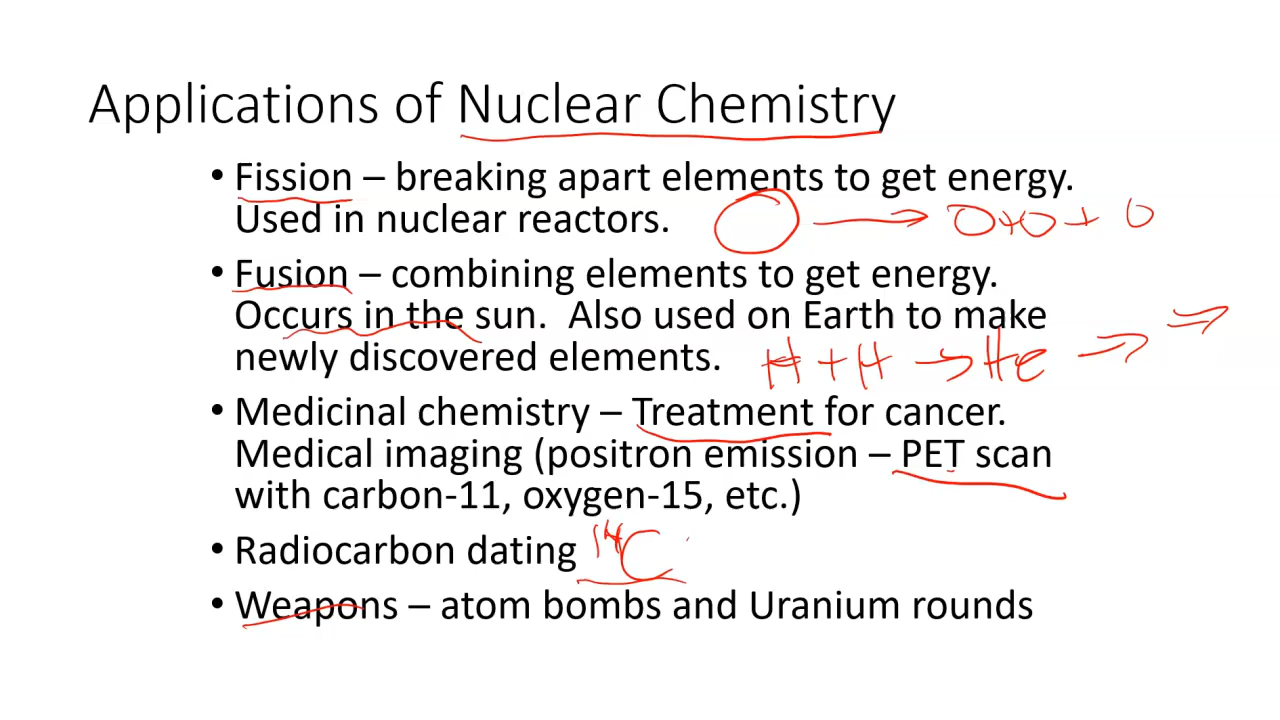 Applications of Nuclear Chemistry
• Fission – breaking apart elements to get energy.
Used in nuclear reactors.
O → O+O + O
• Fusion – combining elements to get energy.
Occurs in the sun.  Also used on Earth to make
newly discovered elements.
H + H → He → →
• Medicinal chemistry – Treatment for cancer.
Medical imaging (positron emission – PET scan
with carbon-11, oxygen-15, etc.)
• Radiocarbon dating ¹⁴C
• Weapons – atom bombs and Uranium rounds